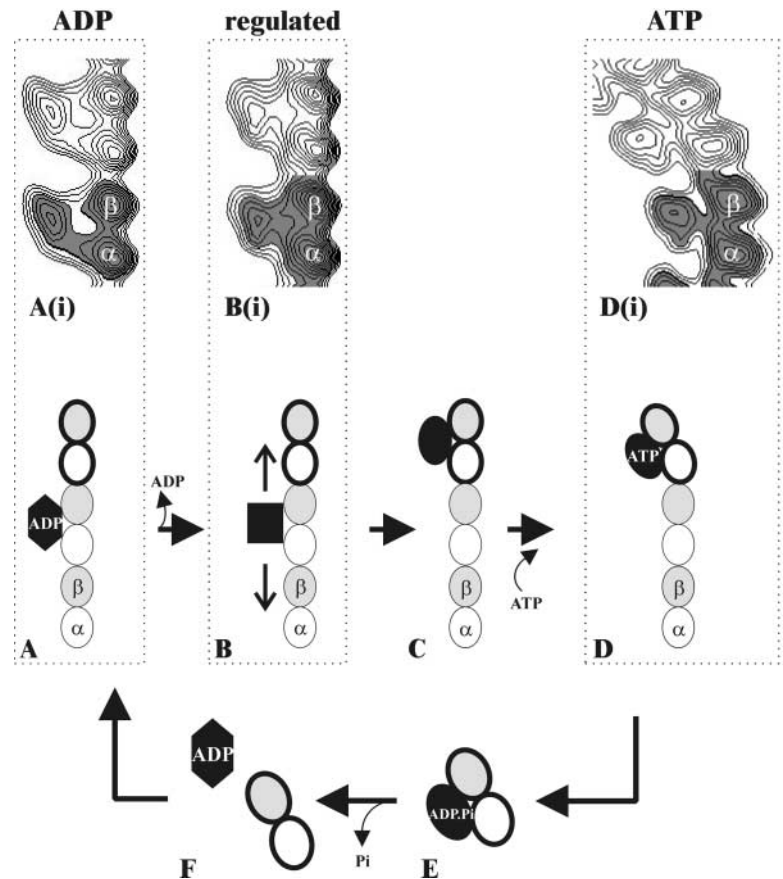 ADP regulated ATP
β β β
α α α
A(i) B(i) D(i)
ADP
ADP
ATP
ATP
β β β
α α α
A B C D
ADP
ADP.Pi
Pi
F E